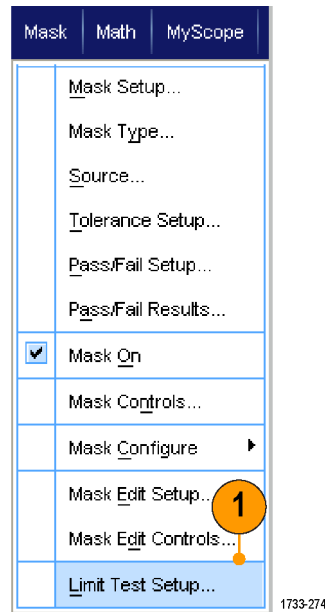 Mask Math MyScope
Mask Setup...
Mask Type...
Source...
Tolerance Setup...
Pass/Fail Setup...
Pass/Fail Results...
Mask On
Mask Controls...
Mask Configure
Mask Edit Setup...
1
Mask Edit Controls...
Limit Test Setup...
1733-274